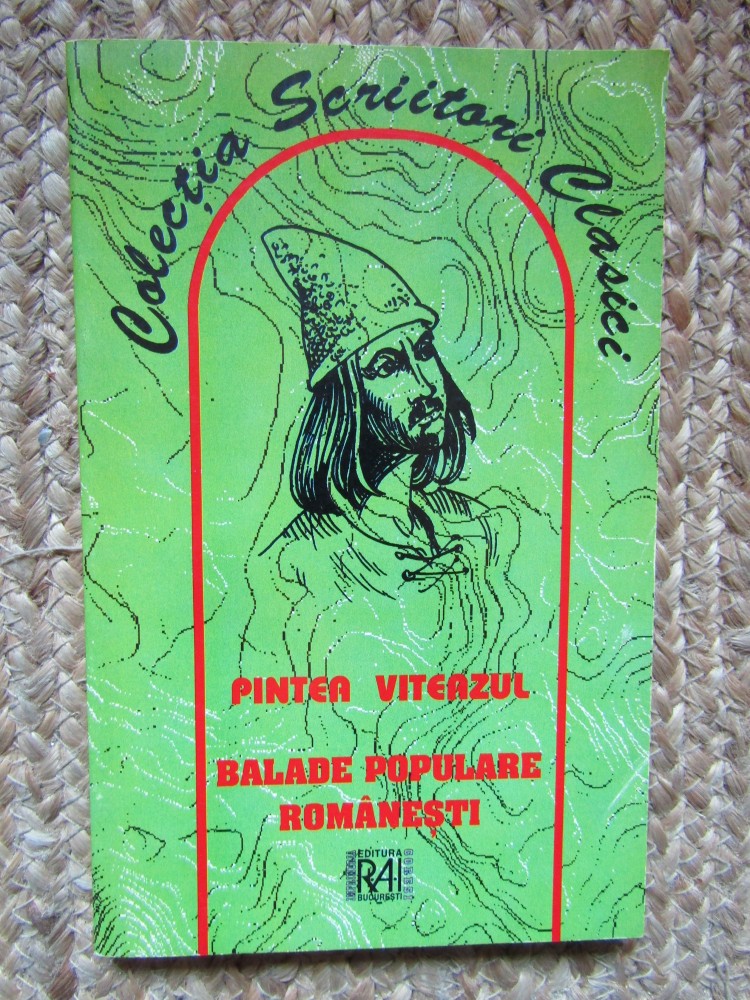 Colecția Scriitori Clasici
PINTEA VITEAZUL
BALADE POPULARE
ROMÂNEȘTI
EDITURA
RAI
BUCUREȘTI